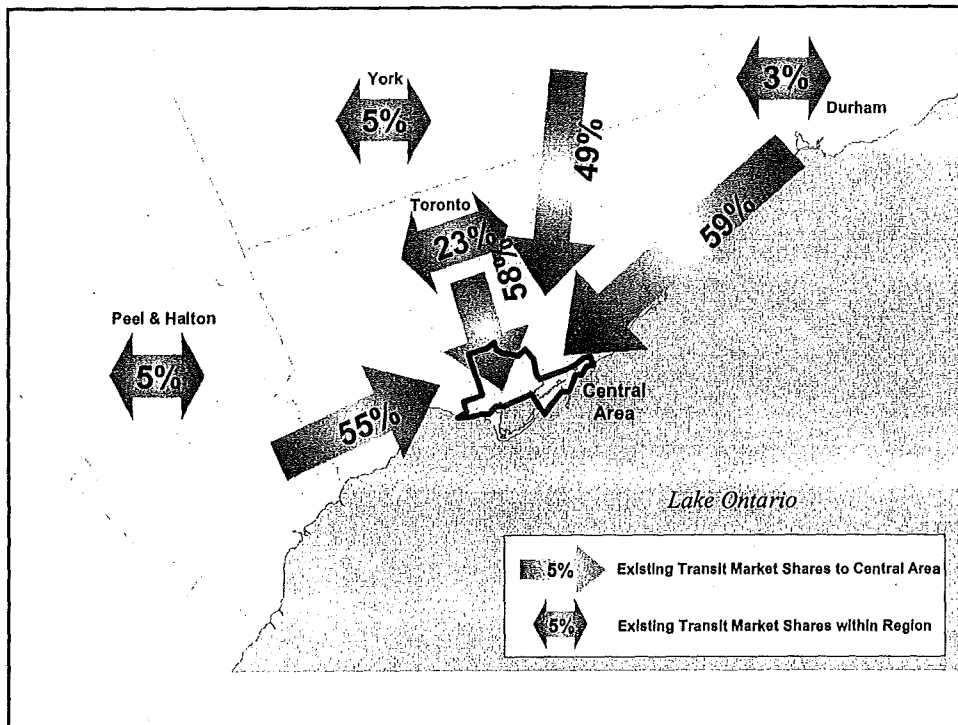 York
5%
3%
Durham
49%
59%
Toronto
23%
58%
Peel & Halton
5%
55%
Central
Area
Lake Ontario
5% Existing Transit Market Shares to Central Area
5% Existing Transit Market Shares within Region